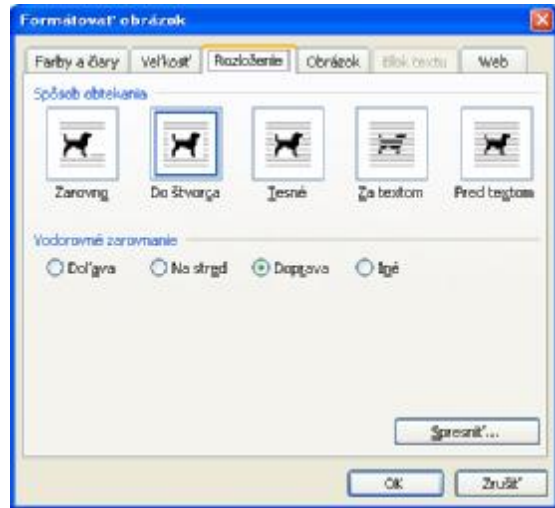 Formátovať obrázok
Farby a čiary Veľkosť Rozloženie Obrázok Blok textu Web
Spôsob obtekania
Zarovno Do štvorca Tesné Za textom Pred textom
Vodorovné zarovnanie
Doľava Na stred Doprava Iné
Spresniť...
OK Zrušiť